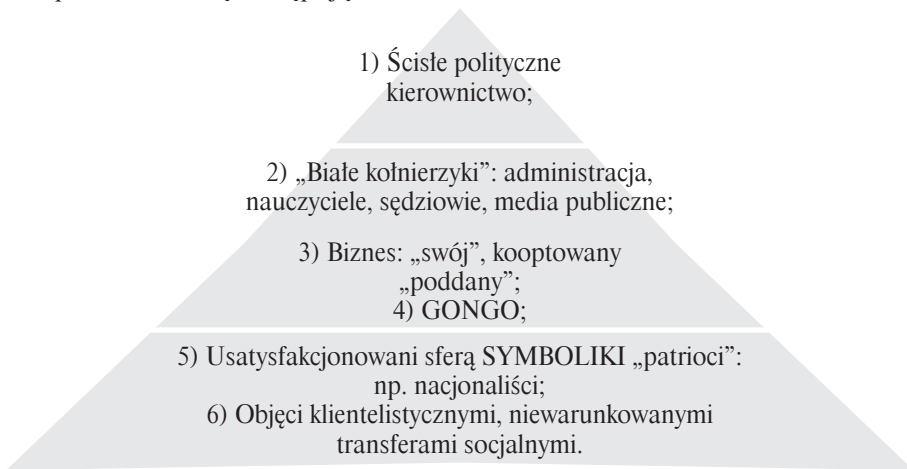 1) Ścisłe polityczne
kierownictwo;
2) „Białe kołnierzyki”: administracja,
nauczyciele, sędziowie, media publiczne;
3) Biznes: „swój”, kooptowany
„poddany”;
4) GONGO;
5) Usatysfakcjonowani sferą SYMBOLIKI „patrioci”:
np. nacjonaliści;
6) Objęci klientelistycznymi, niewarunkowanymi
transferami socjalnymi.